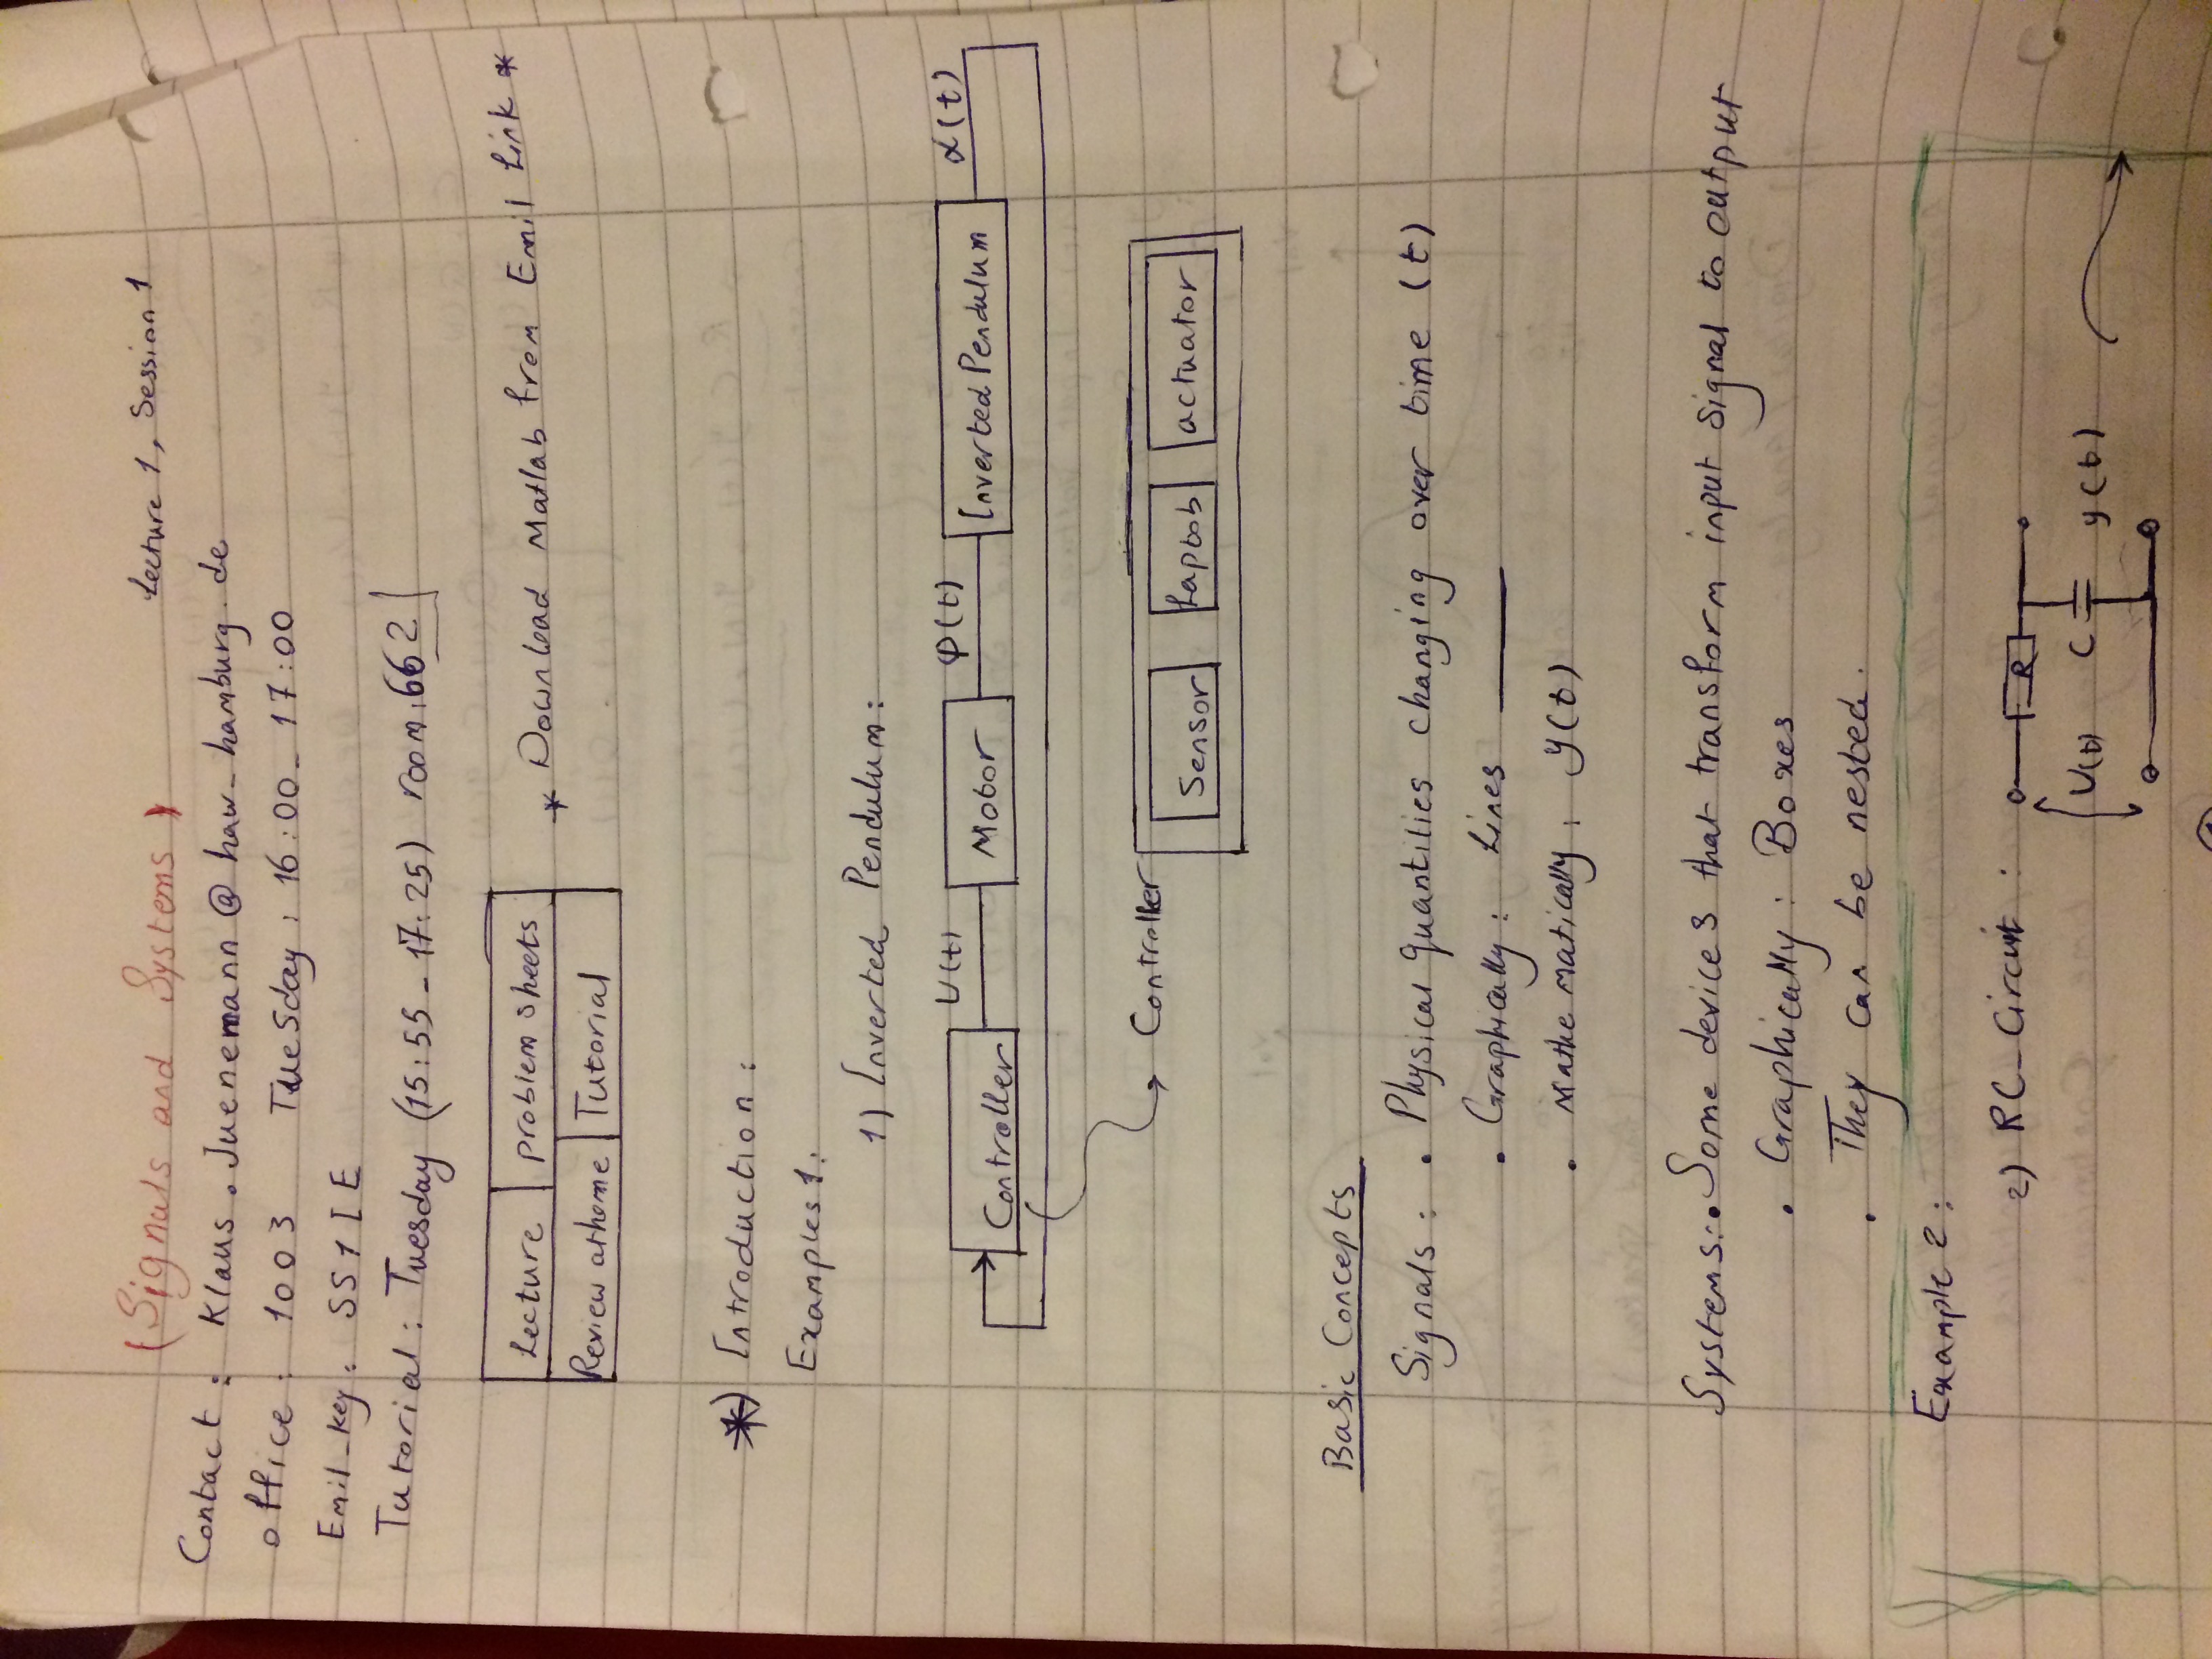 (Signals and Systems)
Lecture 1, Session 1
Contact: Klaus.Juenemann@haw-hamburg.de
office: 1003 Tuesday: 16:00-17:00
Emil-key: SS1IE
Tutorial: Tuesday (15:55-17:25) room:662
Lecture problem sheets
Review at home Tutorial
* Download Matlab from Emil Link *
*) Introduction:
Examples 1:
1) Inverted Pendulum:
U(t) φ(t) α(t)
Controller Motor Inverted Pendulum
Controller
Sensor Laptob actuator
Basic Concepts
Signals: • Physical quantities changing over time (t)
• Graphically: Lines
• Mathematically: y(t)
Systems: • Some devices that transform input signal to output
• Graphically: Boxes
• They can be nested.
Example 2:
2) RC-Circuit:
R
U(t) C y(t)
1